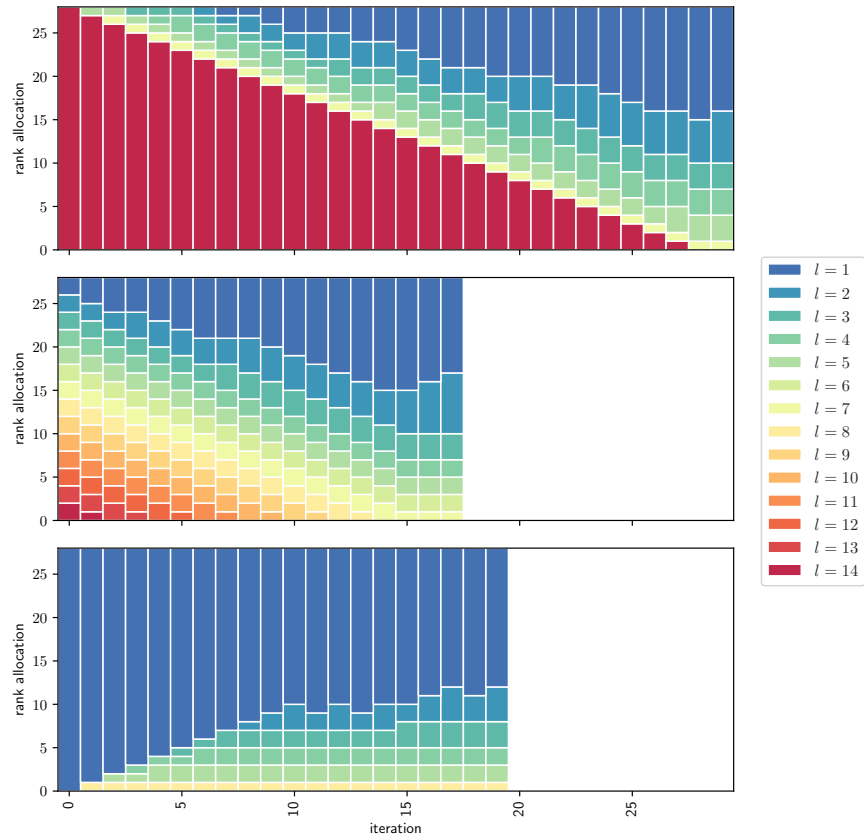 25
20
15
10
5
0
rank allocation
25
20
15
10
5
0
rank allocation
25
20
15
10
5
0
rank allocation
0
5
10
15
20
25
iteration
l = 1
l = 2
l = 3
l = 4
l = 5
l = 6
l = 7
l = 8
l = 9
l = 10
l = 11
l = 12
l = 13
l = 14